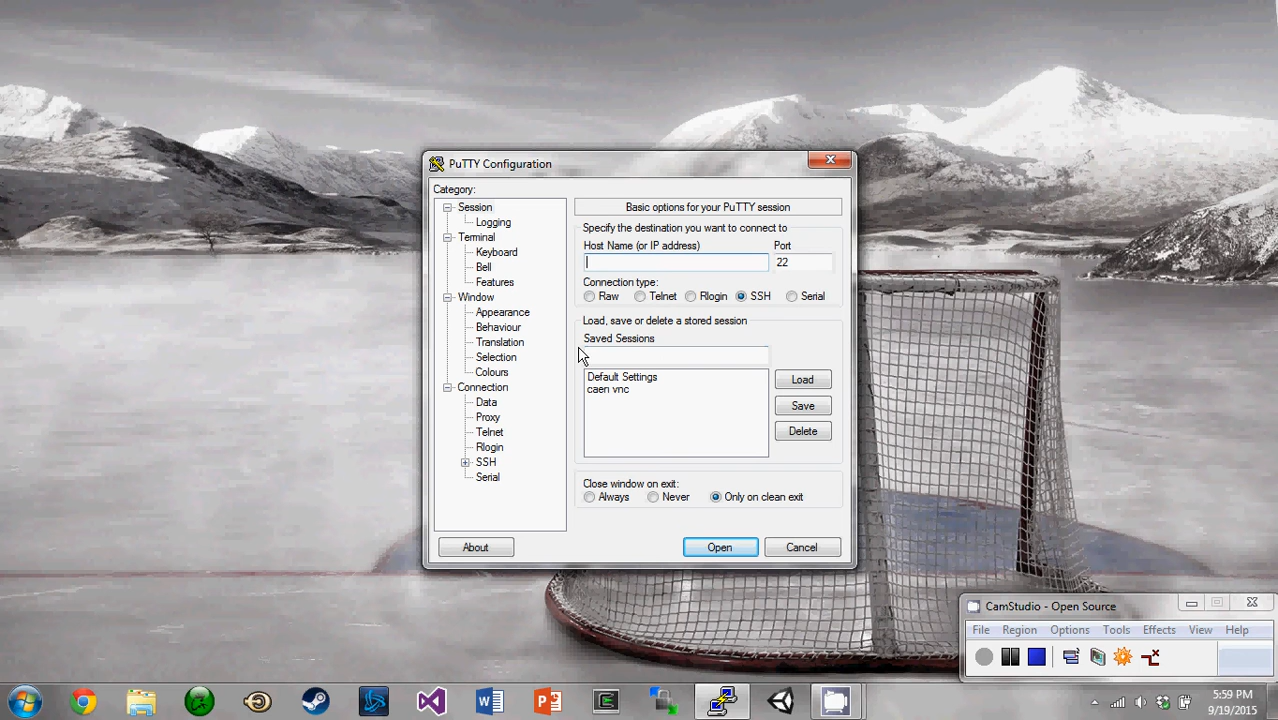 PuTTY Configuration
Category:
Session
Logging
Terminal
Keyboard
Bell
Features
Window
Appearance
Behaviour
Translation
Selection
Colours
Connection
Data
Proxy
Telnet
Rlogin
SSH
Serial
Basic options for your PuTTY session
Specify the destination you want to connect to
Host Name (or IP address) Port
22
Connection type:
Raw Telnet Rlogin SSH Serial
Load, save or delete a stored session
Saved Sessions
Default Settings
caen vnc
Load
Save
Delete
Close window on exit:
Always Never Only on clean exit
About Open Cancel
CamStudio - Open Source
File Region Options Tools Effects View Help
5:59 PM
9/19/2015